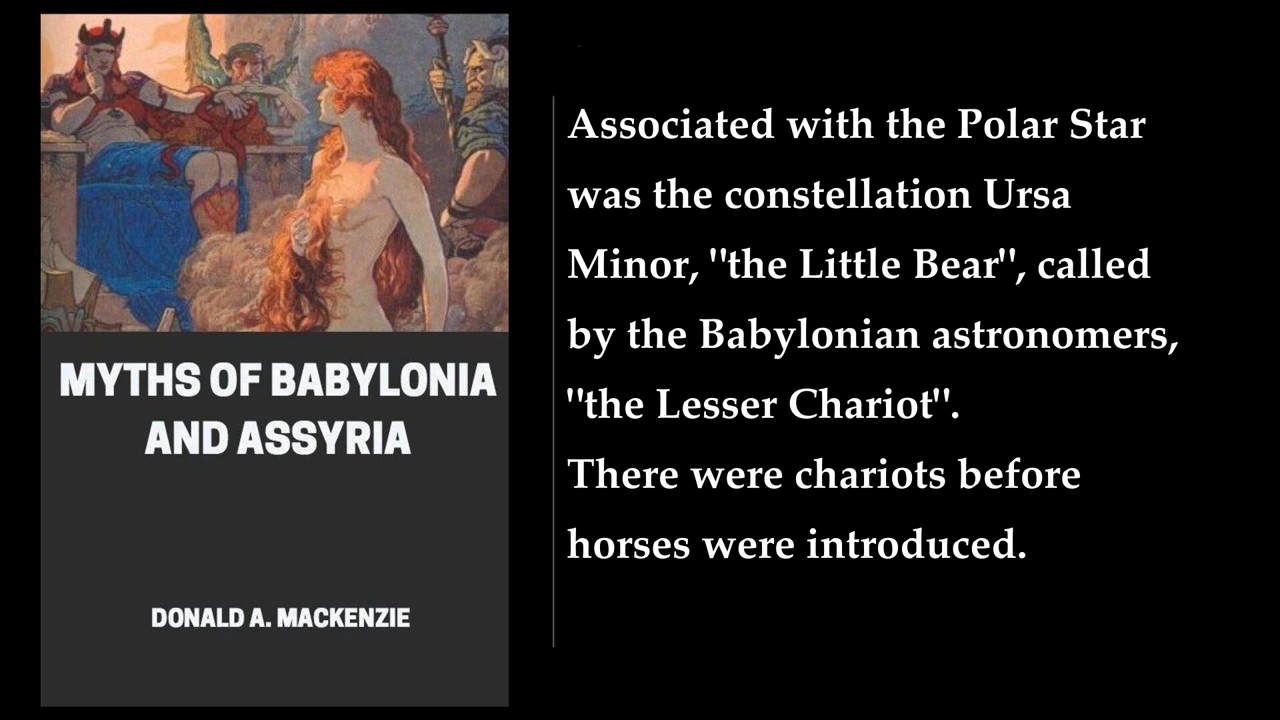 MYTHS OF BABYLONIA
AND ASSYRIA
DONALD A. MACKENZIE
Associated with the Polar Star
was the constellation Ursa
Minor, "the Little Bear", called
by the Babylonian astronomers,
"the Lesser Chariot".
There were chariots before
horses were introduced.